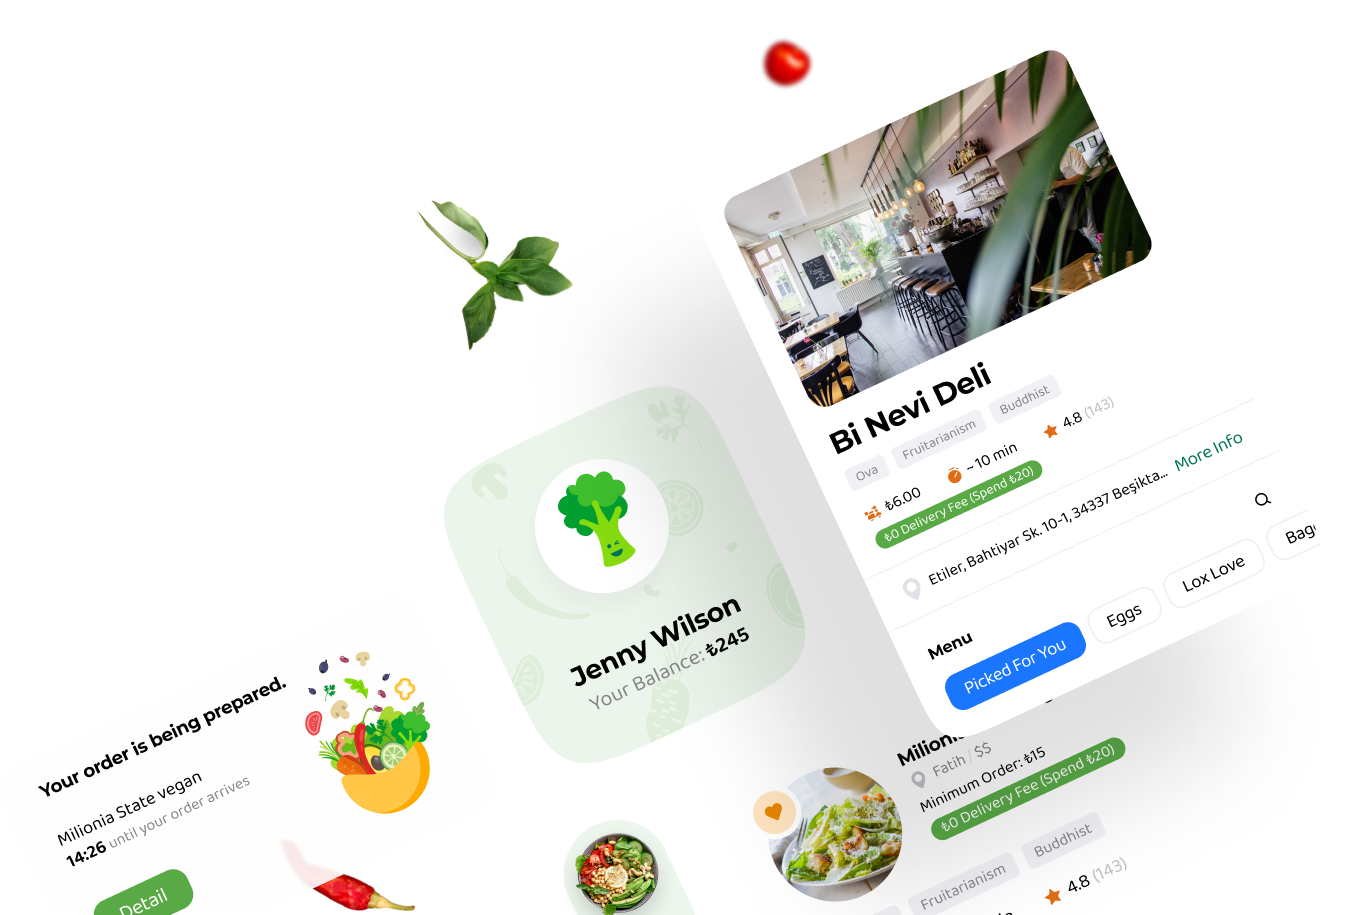 Bi Nevi Deli
Ova
Fruitarianism
Buddhist
₺6.00
~10 min
4.8 (143)
₺0 Delivery Fee (Spend ₺20)
Etiler, Bahtiyar Sk. 10-1, 34337 Beşikta...
More Info
Menu
Picked For You
Eggs
Lox Love
Jenny Wilson
Your Balance: ₺245
Your order is being prepared.
Milionia State vegan
14:26 until your order arrives
Detail
Fatih | $$
Minimum Order: ₺15
₺0 Delivery Fee (Spend ₺20)
Fruitarianism
Buddhist
4.8 (143)